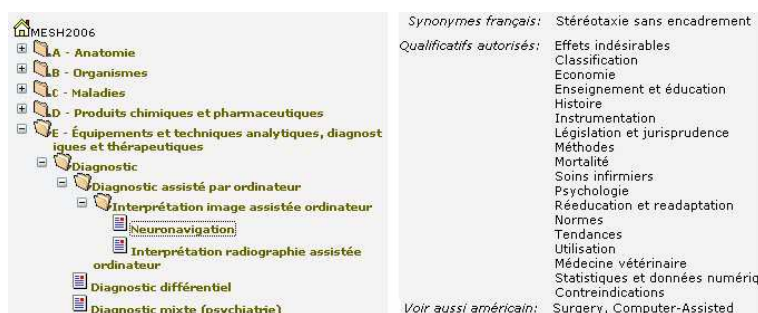 MESH2006
A - Anatomie
B - Organismes
C - Maladies
D - Produits chimiques et pharmaceutiques
E - Équipements et techniques analytiques, diagnost
iques et thérapeutiques
Diagnostic
Diagnostic assisté par ordinateur
Interprétation image assistée ordinateur
Neuronavigation
Interprétation radiographie assistée
ordinateur
Diagnostic différentiel
Diagnostic mixte (psychiatrie)
Synonymes français: Stéréotaxie sans encadrement
Qualificatifs autorisés: Effets indésirables
Classification
Economie
Enseignement et éducation
Histoire
Instrumentation
Législation et jurisprudence
Méthodes
Mortalité
Soins infirmiers
Psychologie
Réeducation et readaptation
Normes
Tendances
Utilisation
Médecine vétérinaire
Statistiques et données numériq
Contreindications
Voir aussi américain: Surgery, Computer-Assisted